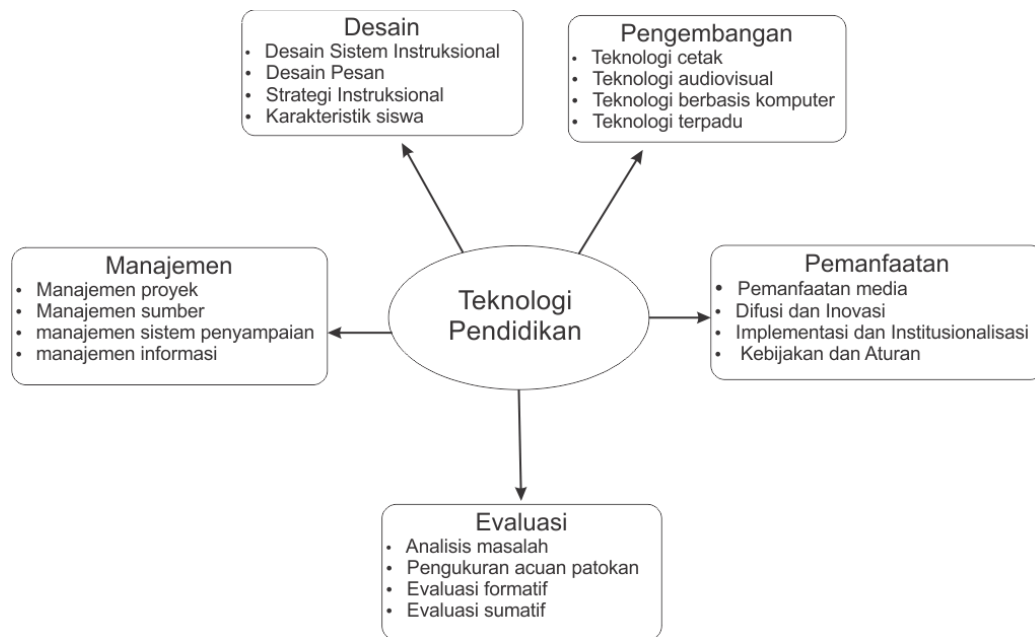 Desain
• Desain Sistem Instruksional
• Desain Pesan
• Strategi Instruksional
• Karakteristik siswa
Pengembangan
• Teknologi cetak
• Teknologi audiovisual
• Teknologi berbasis komputer
• Teknologi terpadu
Manajemen
• Manajemen proyek
• Manajemen sumber
• manajemen sistem penyampaian
• manajemen informasi
Teknologi
Pendidikan
Pemanfaatan
• Pemanfaatan media
• Difusi dan Inovasi
• Implementasi dan Institusionalisasi
• Kebijakan dan Aturan
Evaluasi
• Analisis masalah
• Pengukuran acuan patokan
• Evaluasi formatif
• Evaluasi sumatif